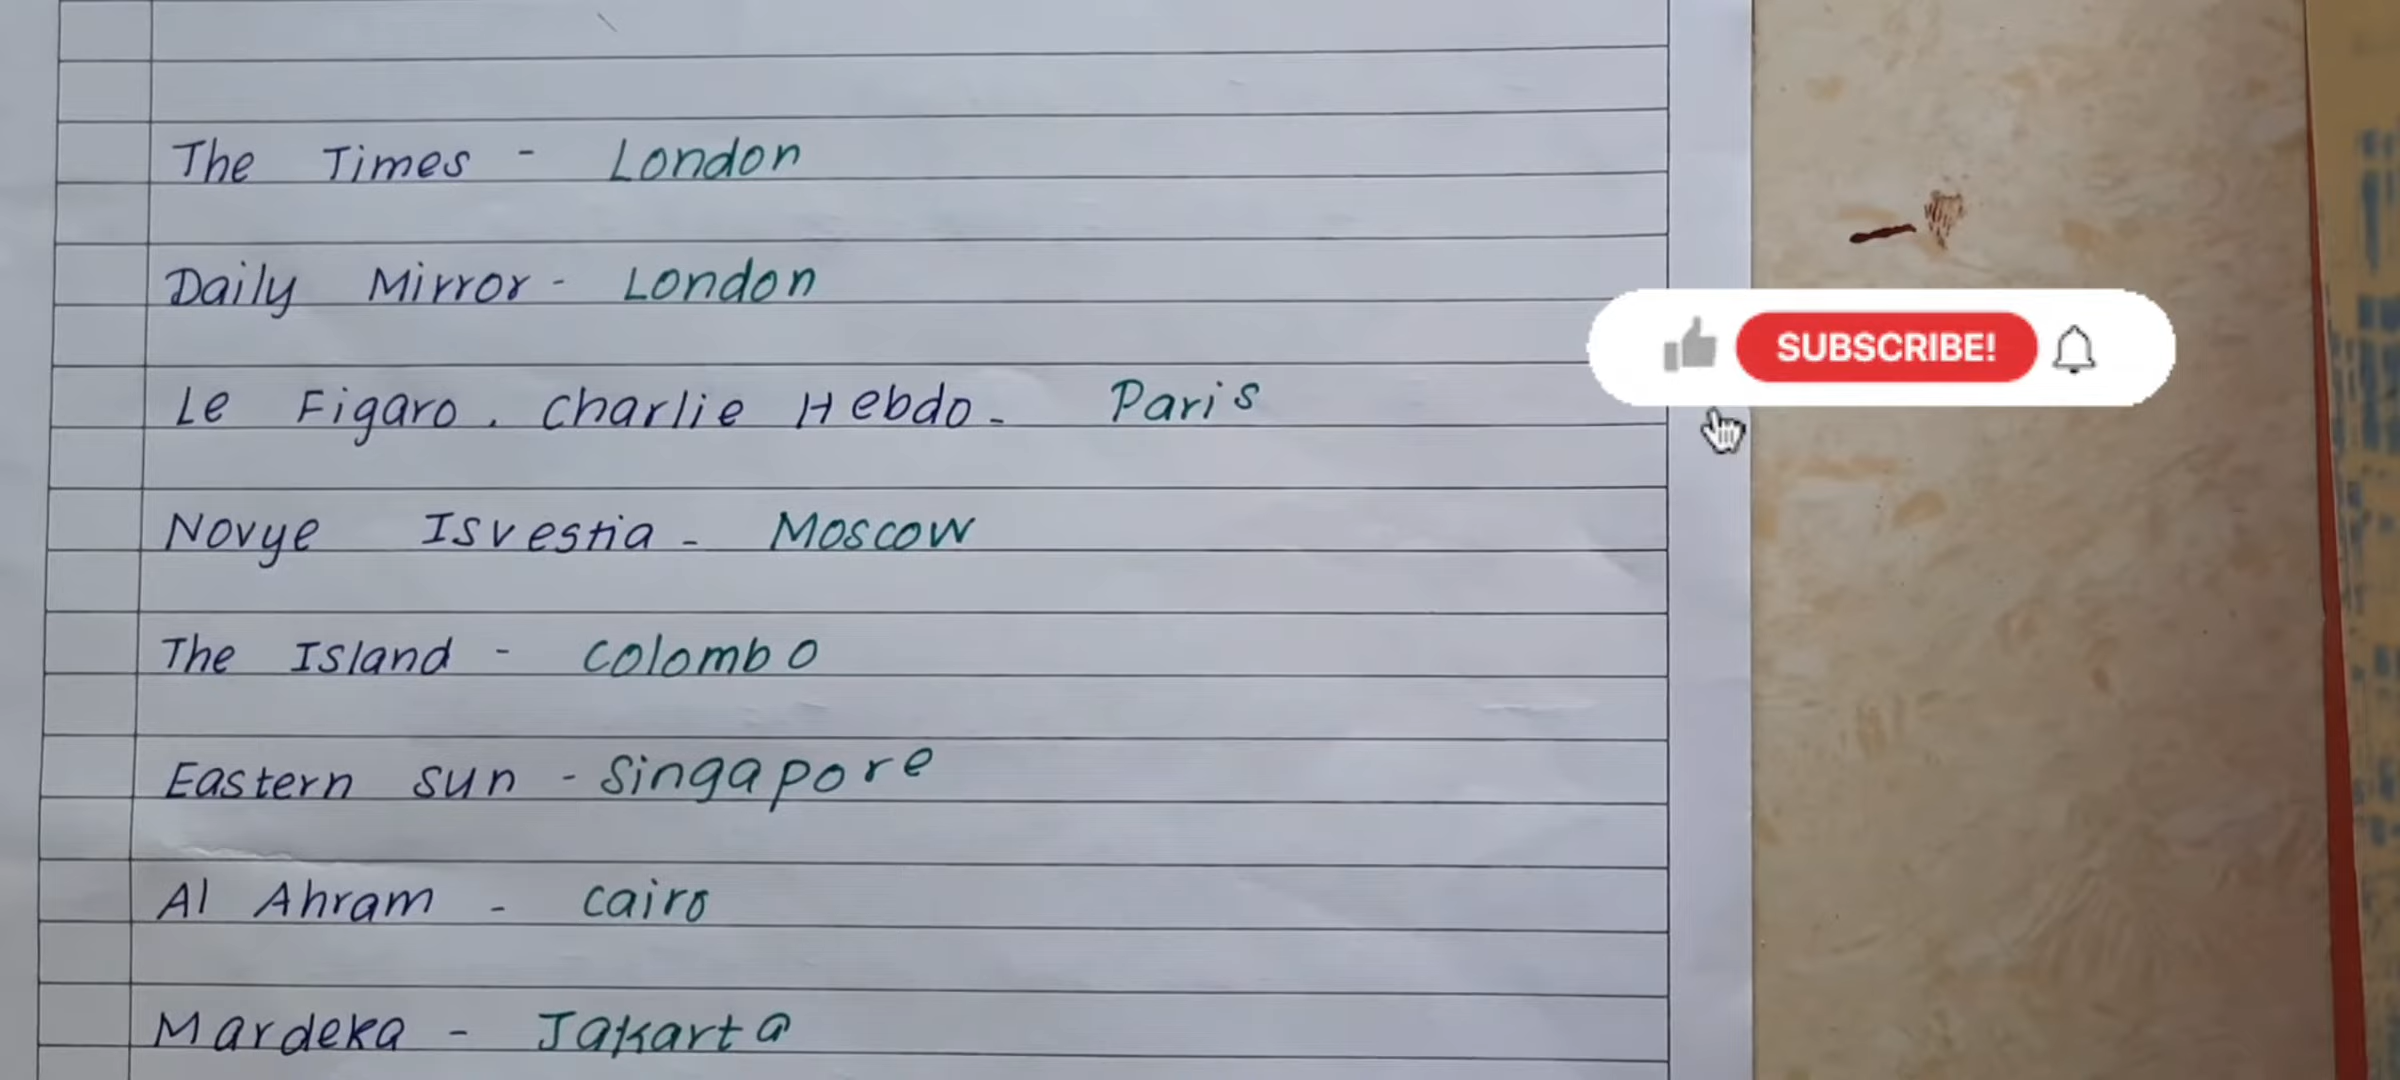 The Times - London
Daily Mirror - London
SUBSCRIBE!
Le Figaro. Charlie Hebdo - Paris
Novye Isvestia - Moscow
The Island - Colombo
Eastern Sun - Singapore
Al Ahram - Cairo
Mardeka - Jakarta